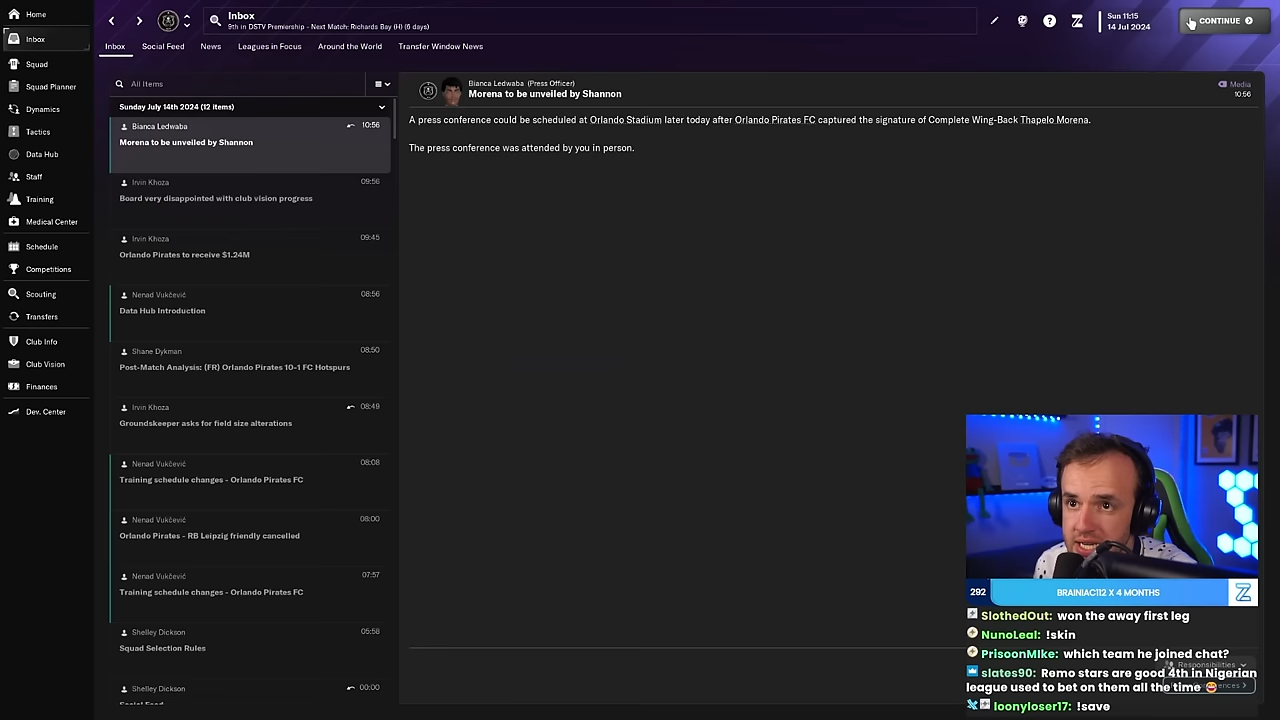 Home
Inbox
Squad
Squad Planner
Dynamics
Tactics
Data Hub
Staff
Training
Medical Center
Schedule
Competitions
Scouting
Transfers
Club Info
Club Vision
Finances
Dev. Center
Inbox
9th in DSTV Premiership - Next Match: Richards Bay (H) (6 days)
Sun 11:15
14 Jul 2024
CONTINUE
Inbox
Social Feed
News
Leagues in Focus
Around the World
Transfer Window News
All Items
Sunday July 14th 2024 (12 items)
Bianca Ledwaba 10:56
Morena to be unveiled by Shannon
Irvin Khoza 09:56
Board very disappointed with club vision progress
Irvin Khoza 09:45
Orlando Pirates to receive $1.24M
Nenad Vukčević 08:56
Data Hub Introduction
Shane Dykman 08:50
Post-Match Analysis: (FR) Orlando Pirates 10-1 FC Hotspurs
Irvin Khoza 08:49
Groundskeeper asks for field size alterations
Nenad Vukčević 08:08
Training schedule changes - Orlando Pirates FC
Nenad Vukčević 08:00
Orlando Pirates - RB Leipzig friendly cancelled
Nenad Vukčević 07:57
Training schedule changes - Orlando Pirates FC
Shelley Dickson 05:58
Squad Selection Rules
Shelley Dickson 00:00
Social Feed
Bianca Ledwaba (Press Officer)
Morena to be unveiled by Shannon
Media
10:56
A press conference could be scheduled at Orlando Stadium later today after Orlando Pirates FC captured the signature of Complete Wing-Back Thapelo Morena.
The press conference was attended by you in person.
292 BRAINIAC112 X 4 MONTHS
SlothedOut: won the away first leg
NunoLeal: !skin
PrisoonMIke: which team he joined chat?
Responsibilities
slates90: Remo stars are good 4th in Nigerian
league used to bet on them all the time
loonyloser17: !save